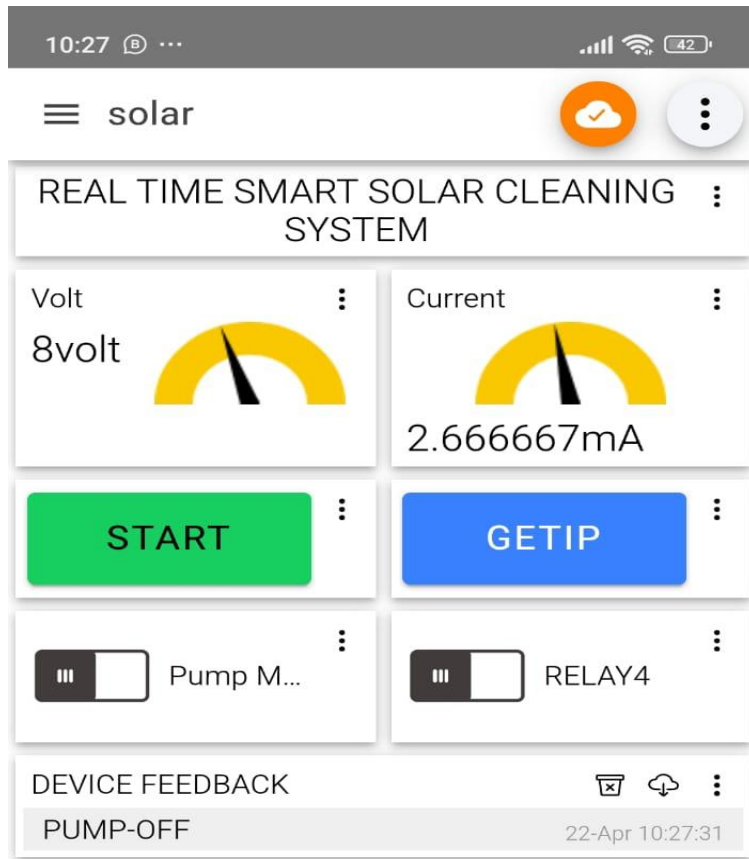 10:27 B ...
42
solar
REAL TIME SMART SOLAR CLEANING
SYSTEM
Volt
8volt
Current
2.666667mA
START
GETIP
Pump M...
RELAY4
DEVICE FEEDBACK
PUMP-OFF
22-Apr 10:27:31